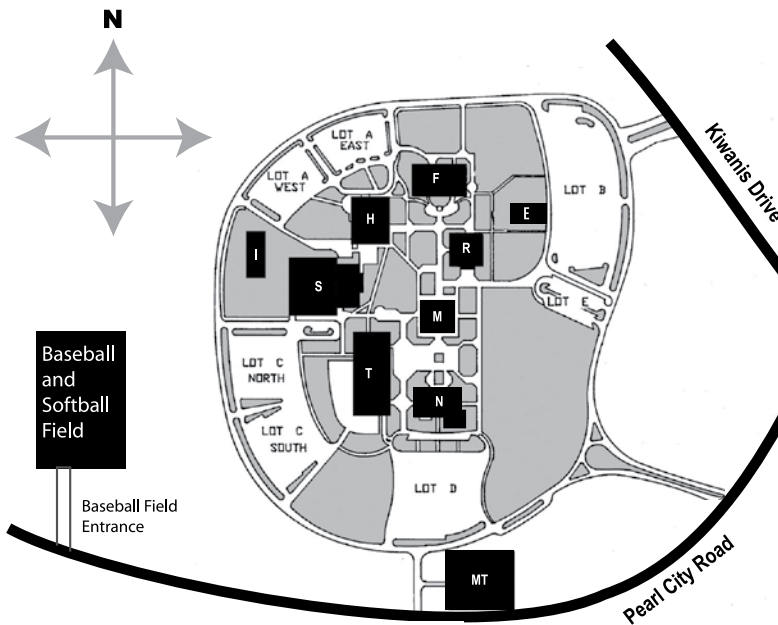 N
LOT A
EAST
LOT A
WEST
F
Kiwanis Drive
LOT B
E
H
R
I
S
LOT E
M
Baseball
and
Softball
Field
LOT C
NORTH
T
N
LOT C
SOUTH
LOT D
Baseball Field
Entrance
MT
Pearl City Road